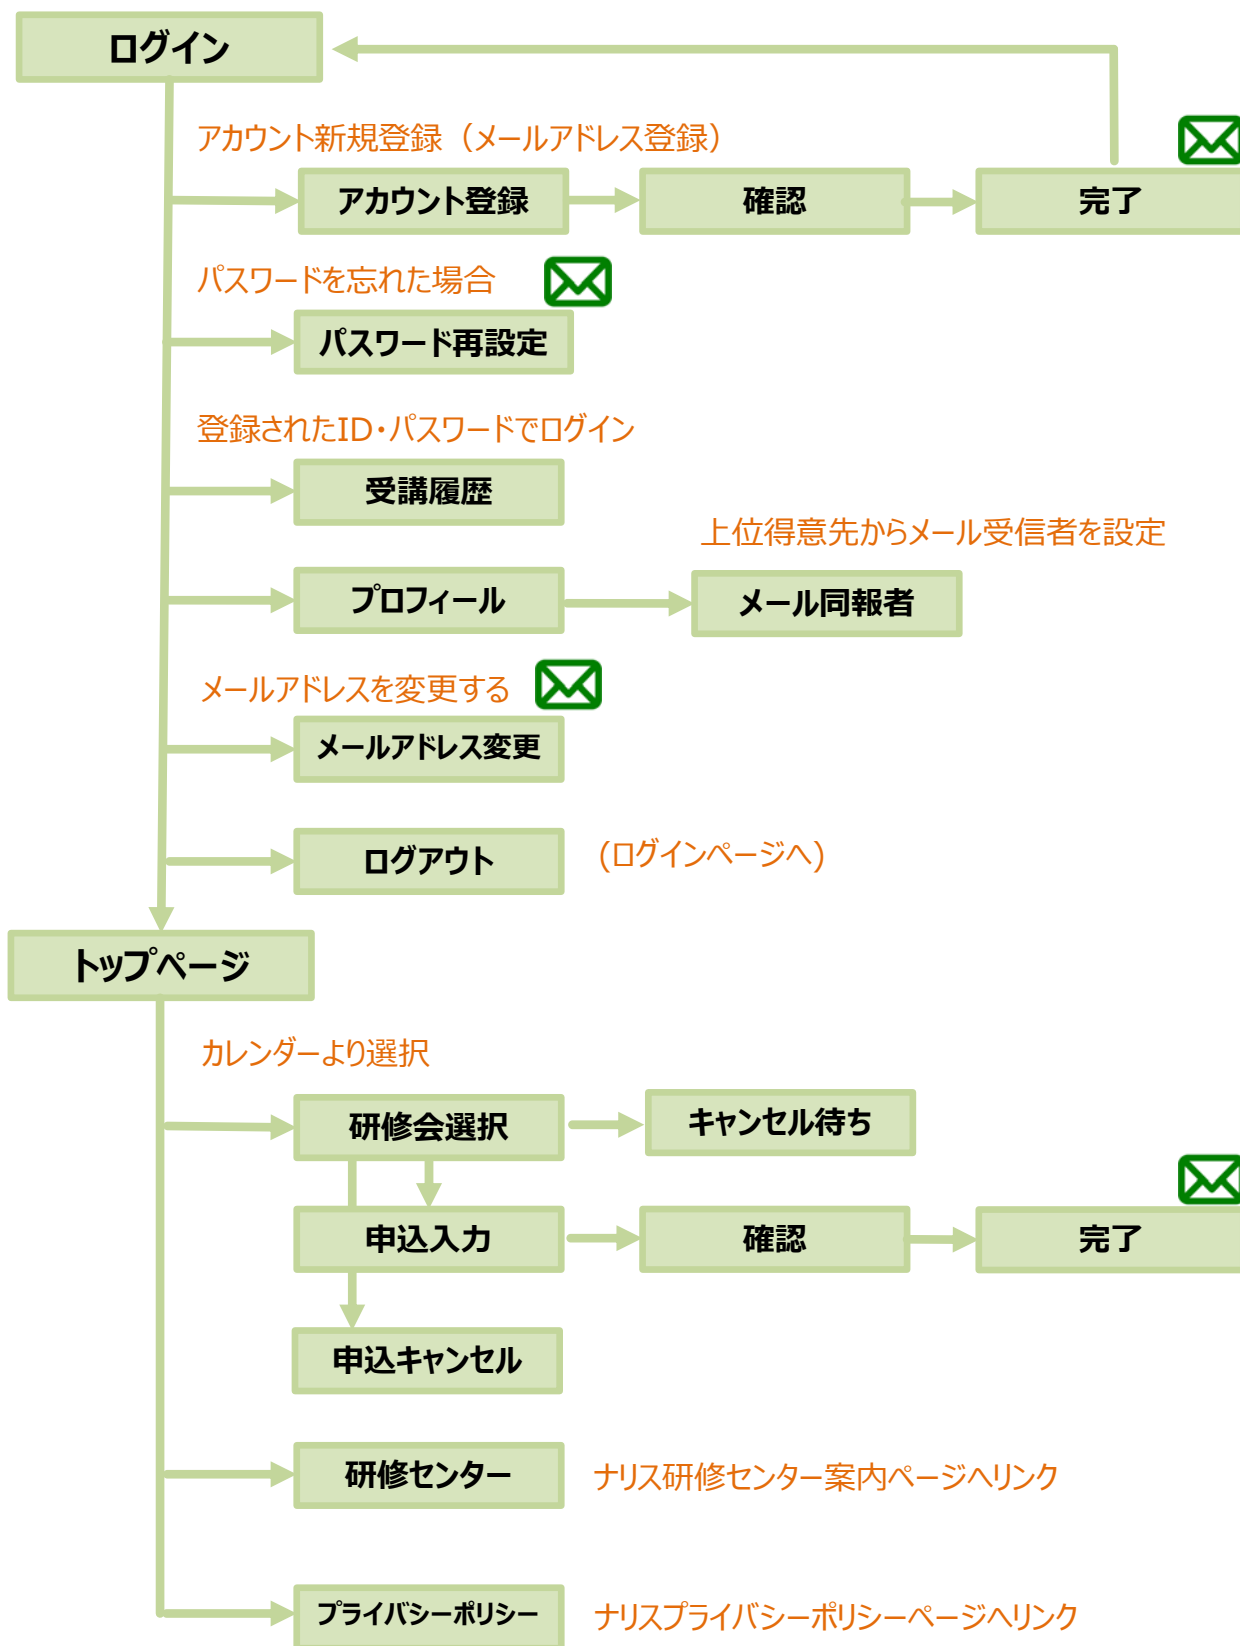 ログイン
アカウント新規登録（メールアドレス登録）
アカウント登録
確認
完了
パスワードを忘れた場合
パスワード再設定
登録されたID・パスワードでログイン
受講履歴
上位得意先からメール受信者を設定
プロフィール
メール同報者
メールアドレスを変更する
メールアドレス変更
ログアウト
(ログインページへ)
トップページ
カレンダーより選択
研修会選択
キャンセル待ち
申込入力
確認
完了
申込キャンセル
研修センター
ナリス研修センター案内ページへリンク
プライバシーポリシー
ナリスプライバシーポリシーページへリンク